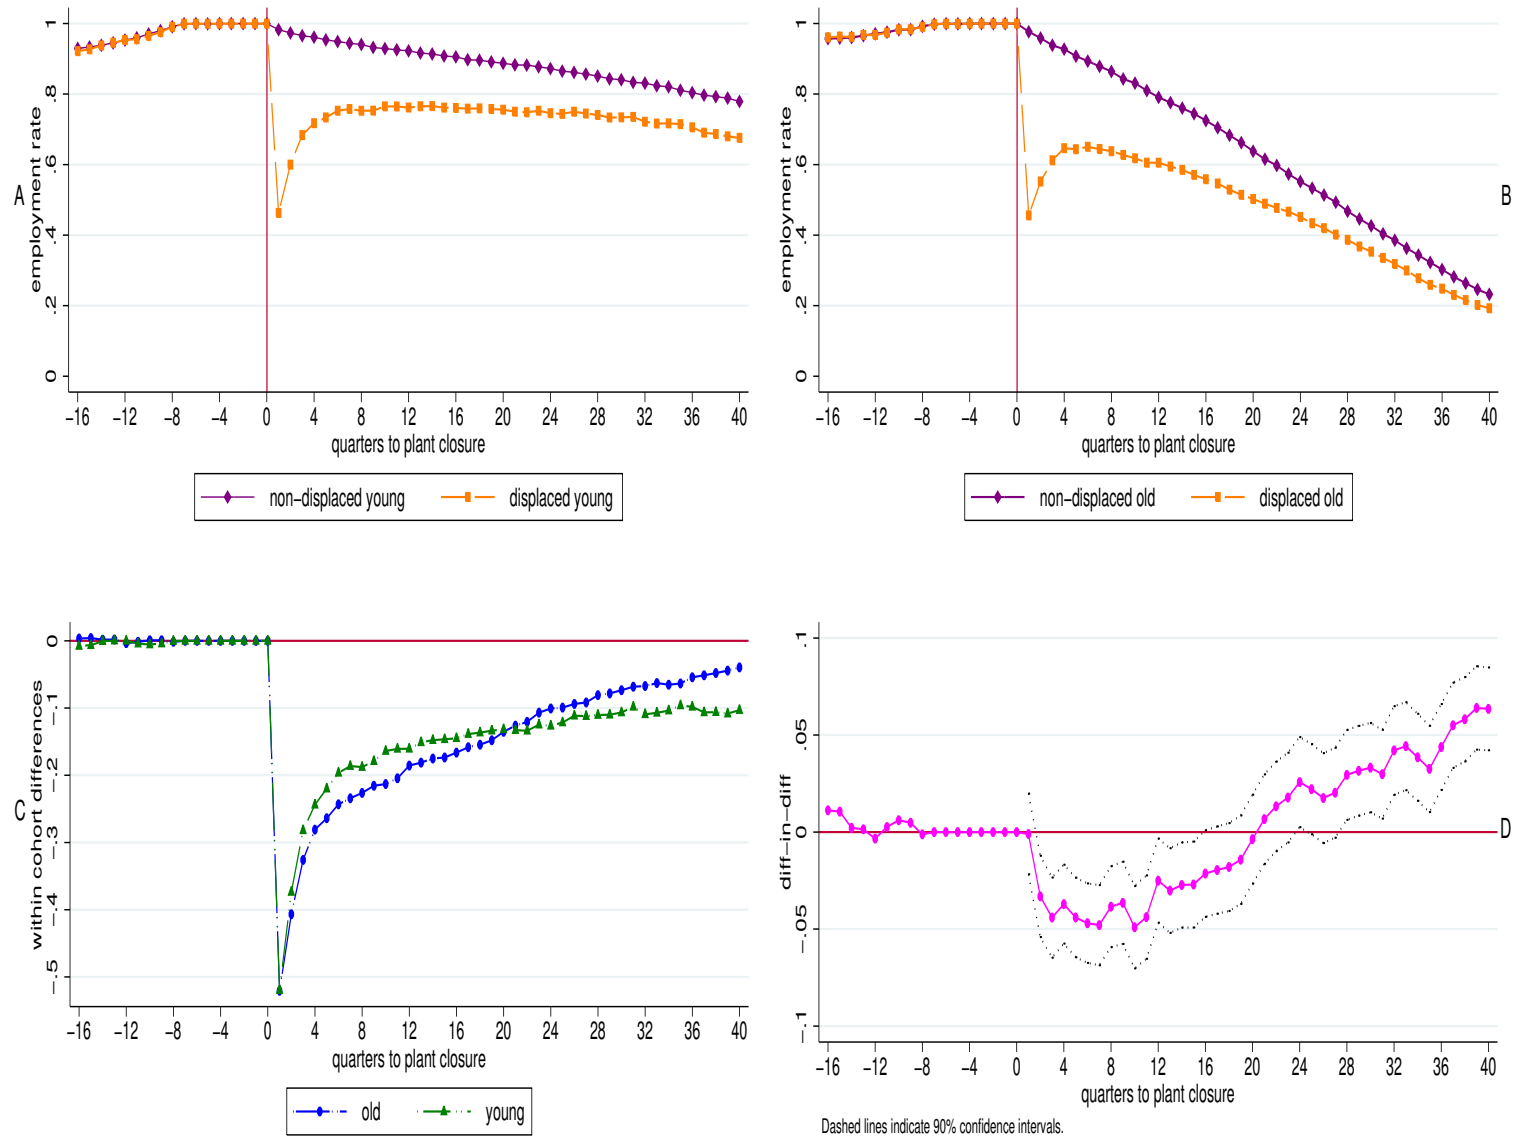 A
employment rate
1
.8
.6
.4
.2
0
−16 −12 −8 −4 0 4 8 12 16 20 24 28 32 36 40
quarters to plant closure
non−displaced young displaced young
B
employment rate
1
.8
.6
.4
.2
0
−16 −12 −8 −4 0 4 8 12 16 20 24 28 32 36 40
quarters to plant closure
non−displaced old displaced old
C
within cohort differences
0
−.1
−.2
−.3
−.4
−.5
−16 −12 −8 −4 0 4 8 12 16 20 24 28 32 36 40
quarters to plant closure
old young
D
diff−in−diff
.1
.05
0
−.05
−.1
−16 −12 −8 −4 0 4 8 12 16 20 24 28 32 36 40
quarters to plant closure
Dashed lines indicate 90% confidence intervals.